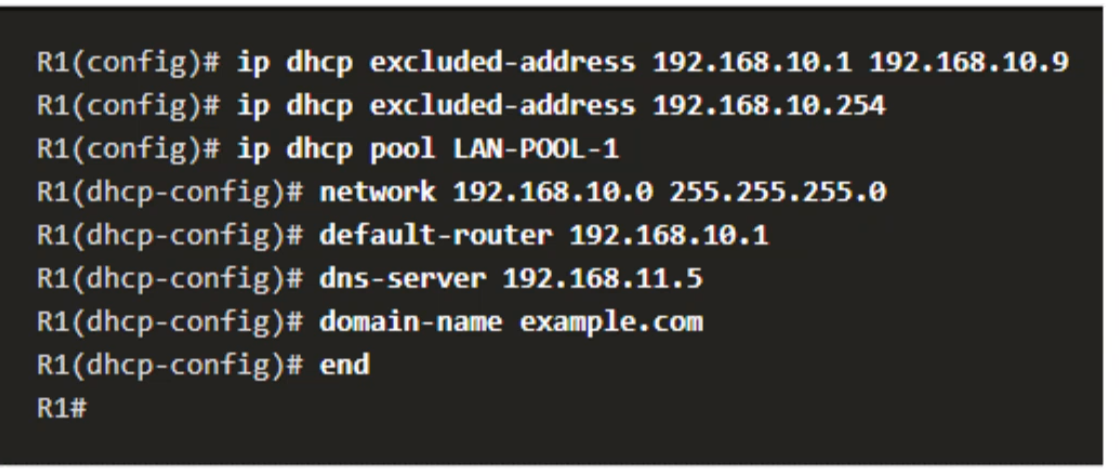 R1(config)# ip dhcp excluded-address 192.168.10.1 192.168.10.9
R1(config)# ip dhcp excluded-address 192.168.10.254
R1(config)# ip dhcp pool LAN-POOL-1
R1(dhcp-config)# network 192.168.10.0 255.255.255.0
R1(dhcp-config)# default-router 192.168.10.1
R1(dhcp-config)# dns-server 192.168.11.5
R1(dhcp-config)# domain-name example.com
R1(dhcp-config)# end
R1#